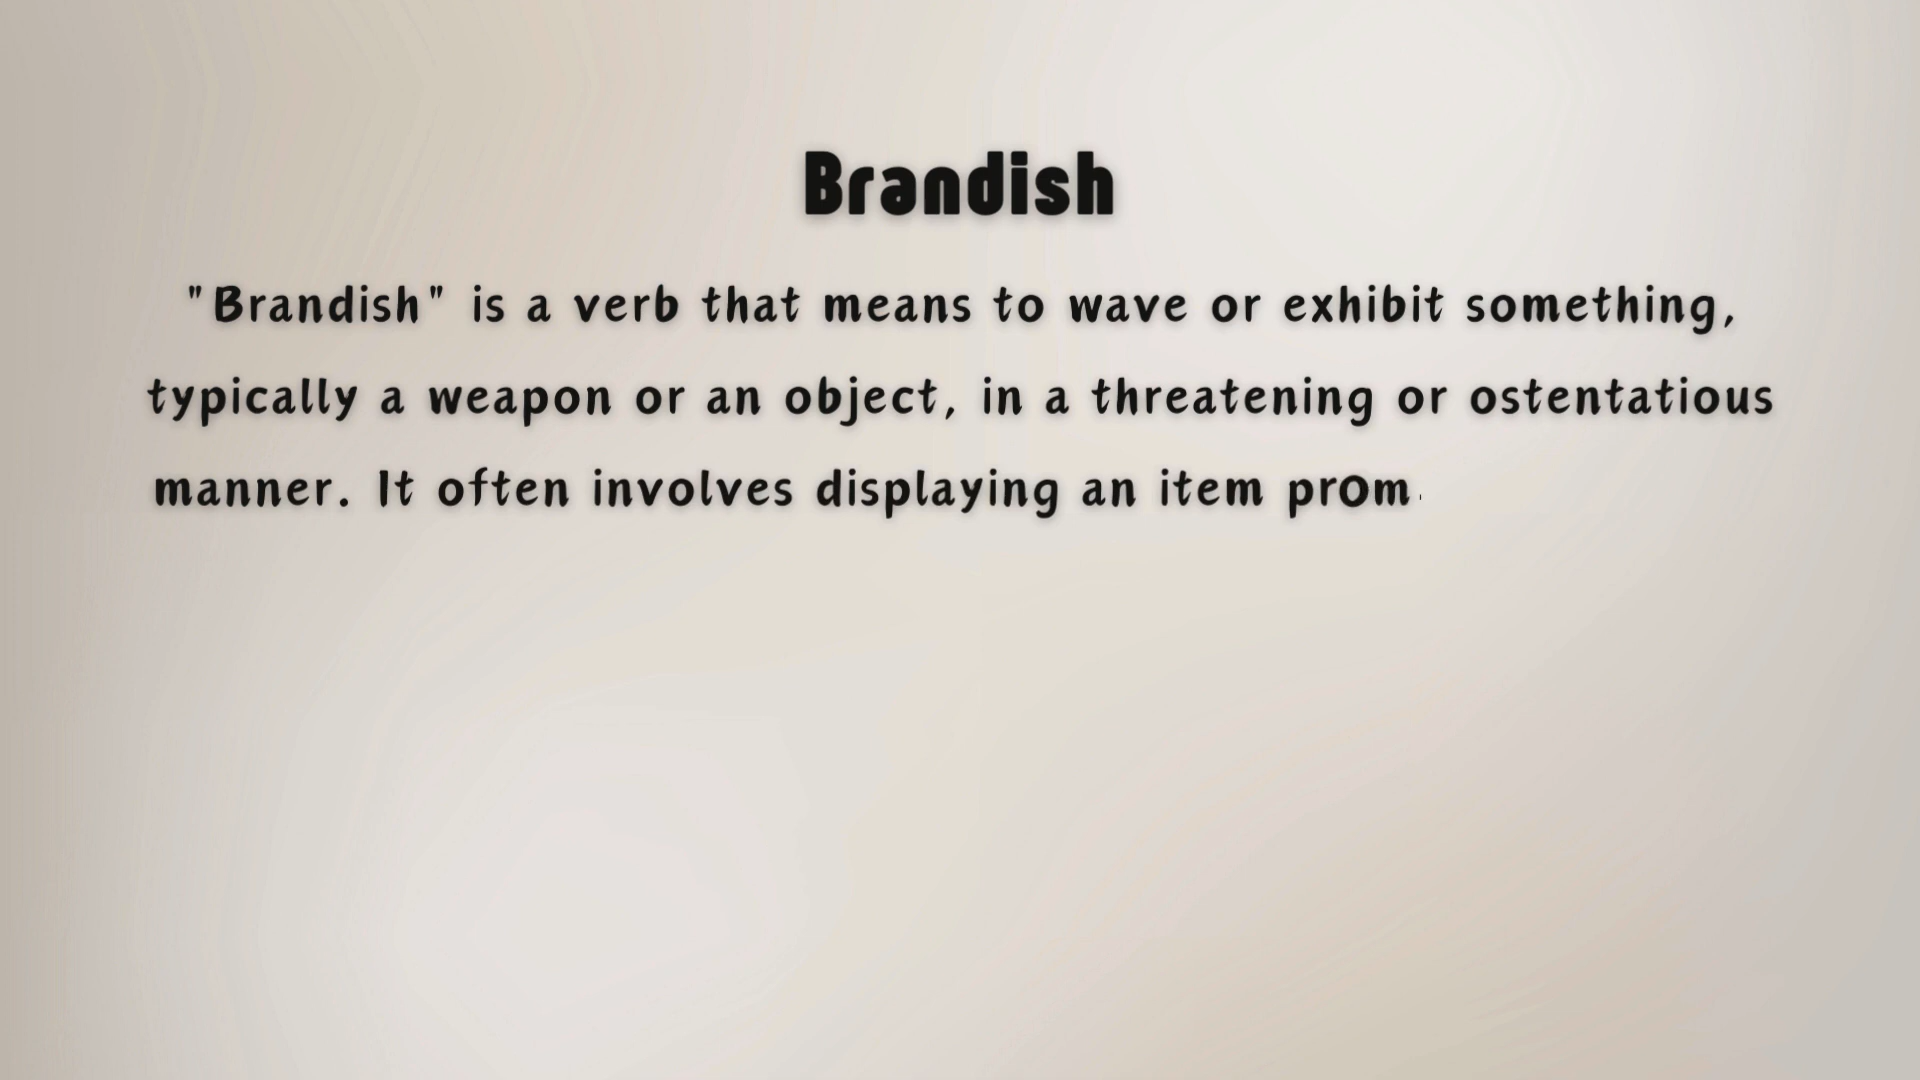 Brandish
"Brandish" is a verb that means to wave or exhibit something,
typically a weapon or an object, in a threatening or ostentatious
manner. It often involves displaying an item prom